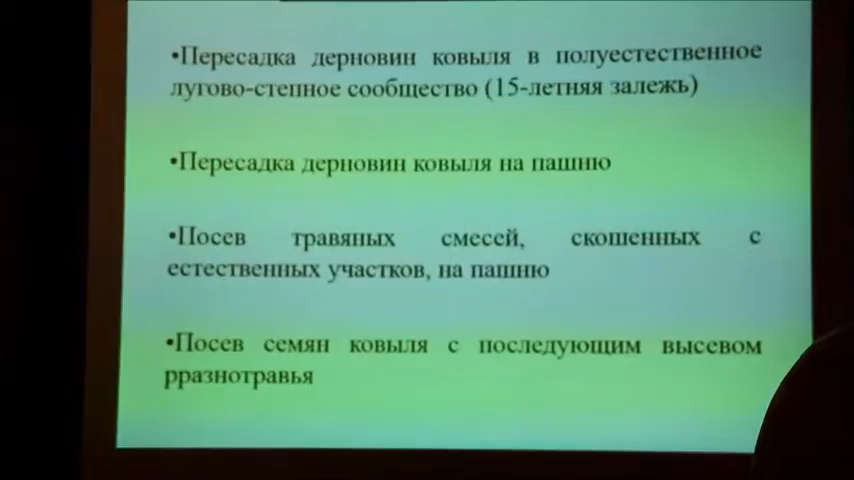 •Пересадка дерновин ковыля в полуестественное
лугово-степное сообщество (15-летняя залежь)
•Пересадка дерновин ковыля на пашню
•Посев травяных смесей, скошенных с
естественных участков, на пашню
•Посев семян ковыля с последующим высевом
рразнотравья